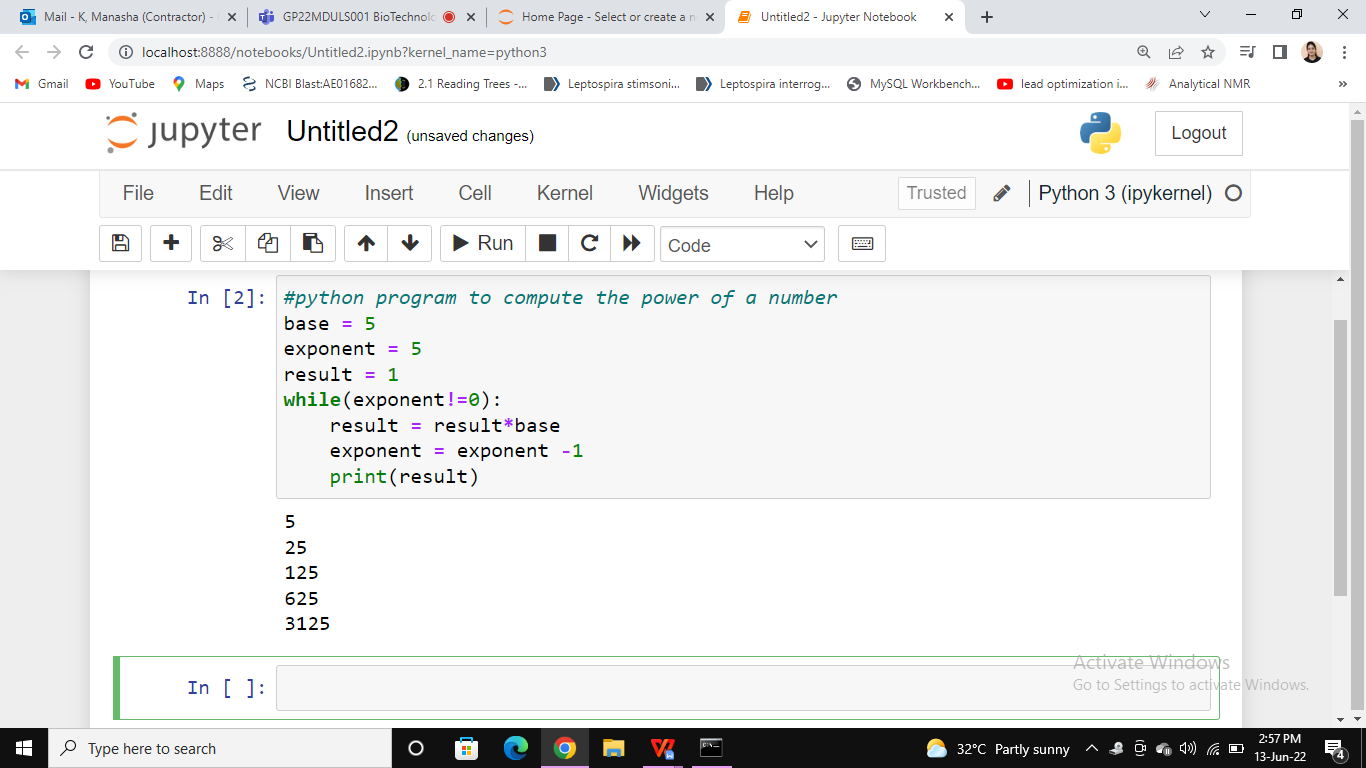 Mail - K, Manasha (Contractor) -
GP22MDULS001 BioTechnolo
Home Page - Select or create a n
Untitled2 - Jupyter Notebook
localhost:8888/notebooks/Untitled2.ipynb?kernel_name=python3
Gmail YouTube Maps NCBI Blast:AE01682... 2.1 Reading Trees -... Leptospira stimsoni... Leptospira interrog... MySQL Workbench... lead optimization i... Analytical NMR »
jupyter Untitled2 (unsaved changes) Logout
File Edit View Insert Cell Kernel Widgets Help Trusted Python 3 (ipykernel)
Run Code
In [2]: #python program to compute the power of a number
base = 5
exponent = 5
result = 1
while(exponent!=0):
    result = result*base
    exponent = exponent -1
    print(result)
5
25
125
625
3125
In [ ]:
Activate Windows
Go to Settings to activate Windows.
Type here to search 32°C Partly sunny 2:57 PM
13-Jun-22 4